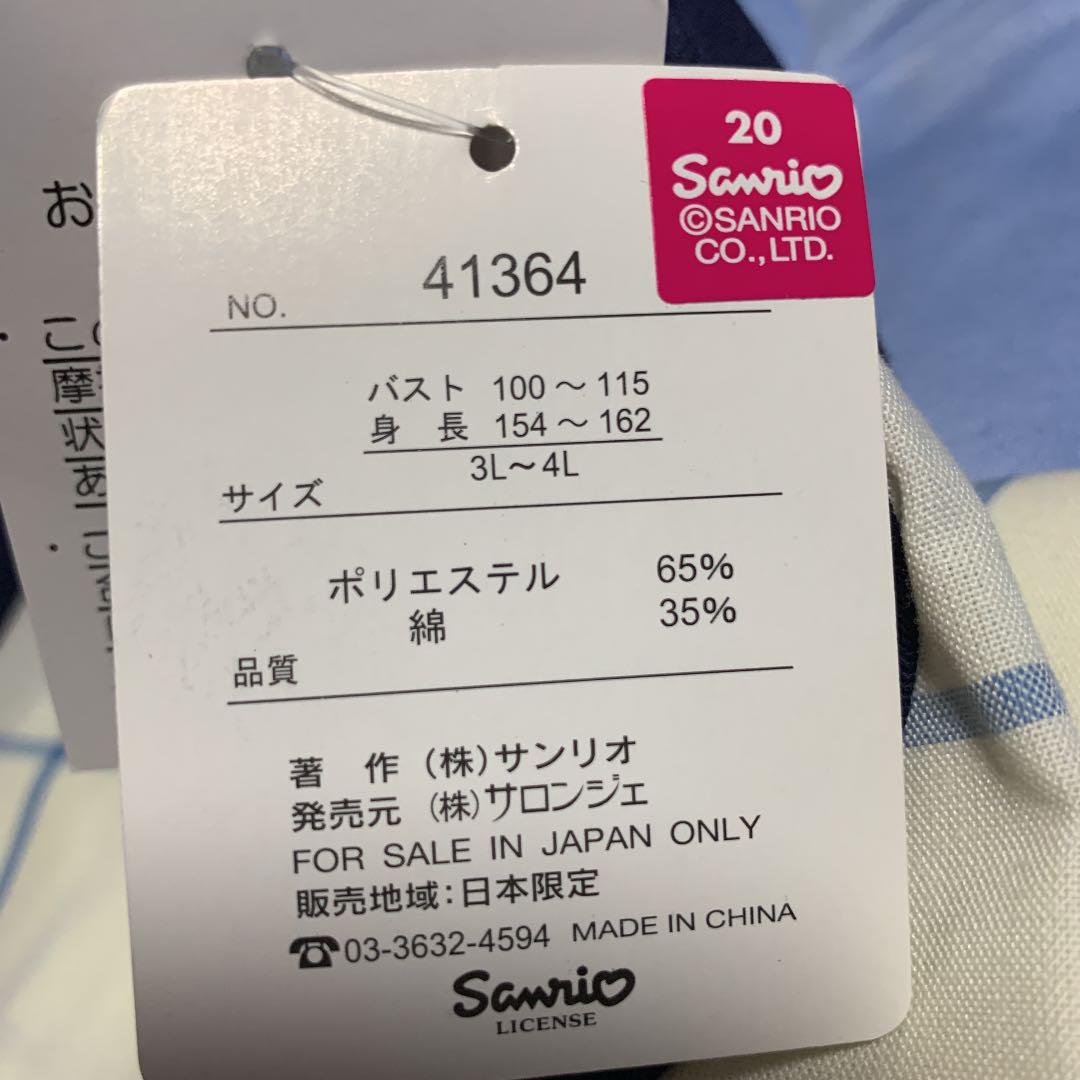 20
Sanrio
©SANRIO
CO.,LTD.
NO. 41364
バスト 100～115
身　長 154～162
3L～4L
サイズ
ポリエステル 65%
綿 35%
品質
著　作 (株)サンリオ
発売元 (株)サロンジェ
FOR SALE IN JAPAN ONLY
販売地域:日本限定
☎03-3632-4594 MADE IN CHINA
Sanrio
LICENSE
お
・こ
摩
状
あ
・